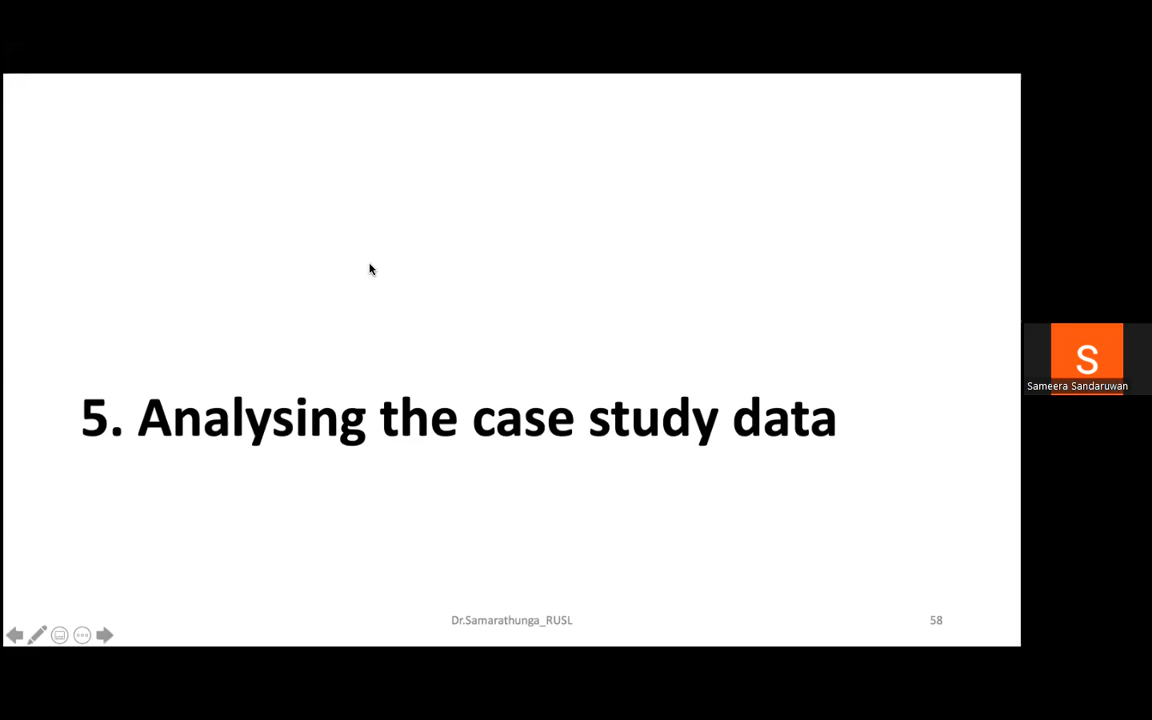 5. Analysing the case study data
S
Sameera Sandaruwan
Dr.Samarathunga_RUSL
58